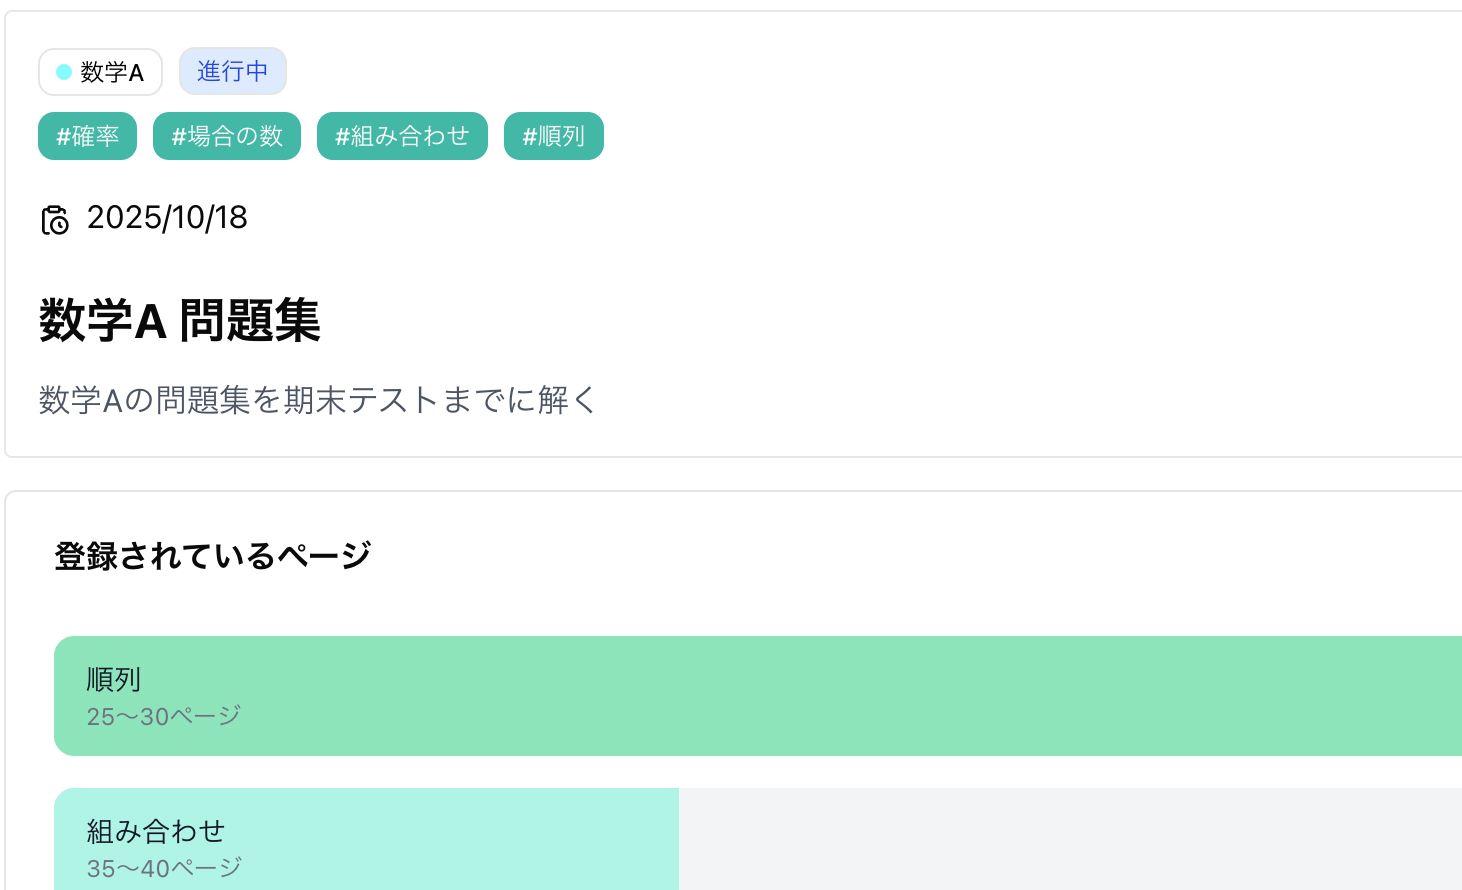 数学A 進行中
#確率 #場合の数 #組み合わせ #順列
2025/10/18
数学A 問題集
数学Aの問題集を期末テストまでに解く
登録されているページ
順列
25〜30ページ
組み合わせ
35〜40ページ